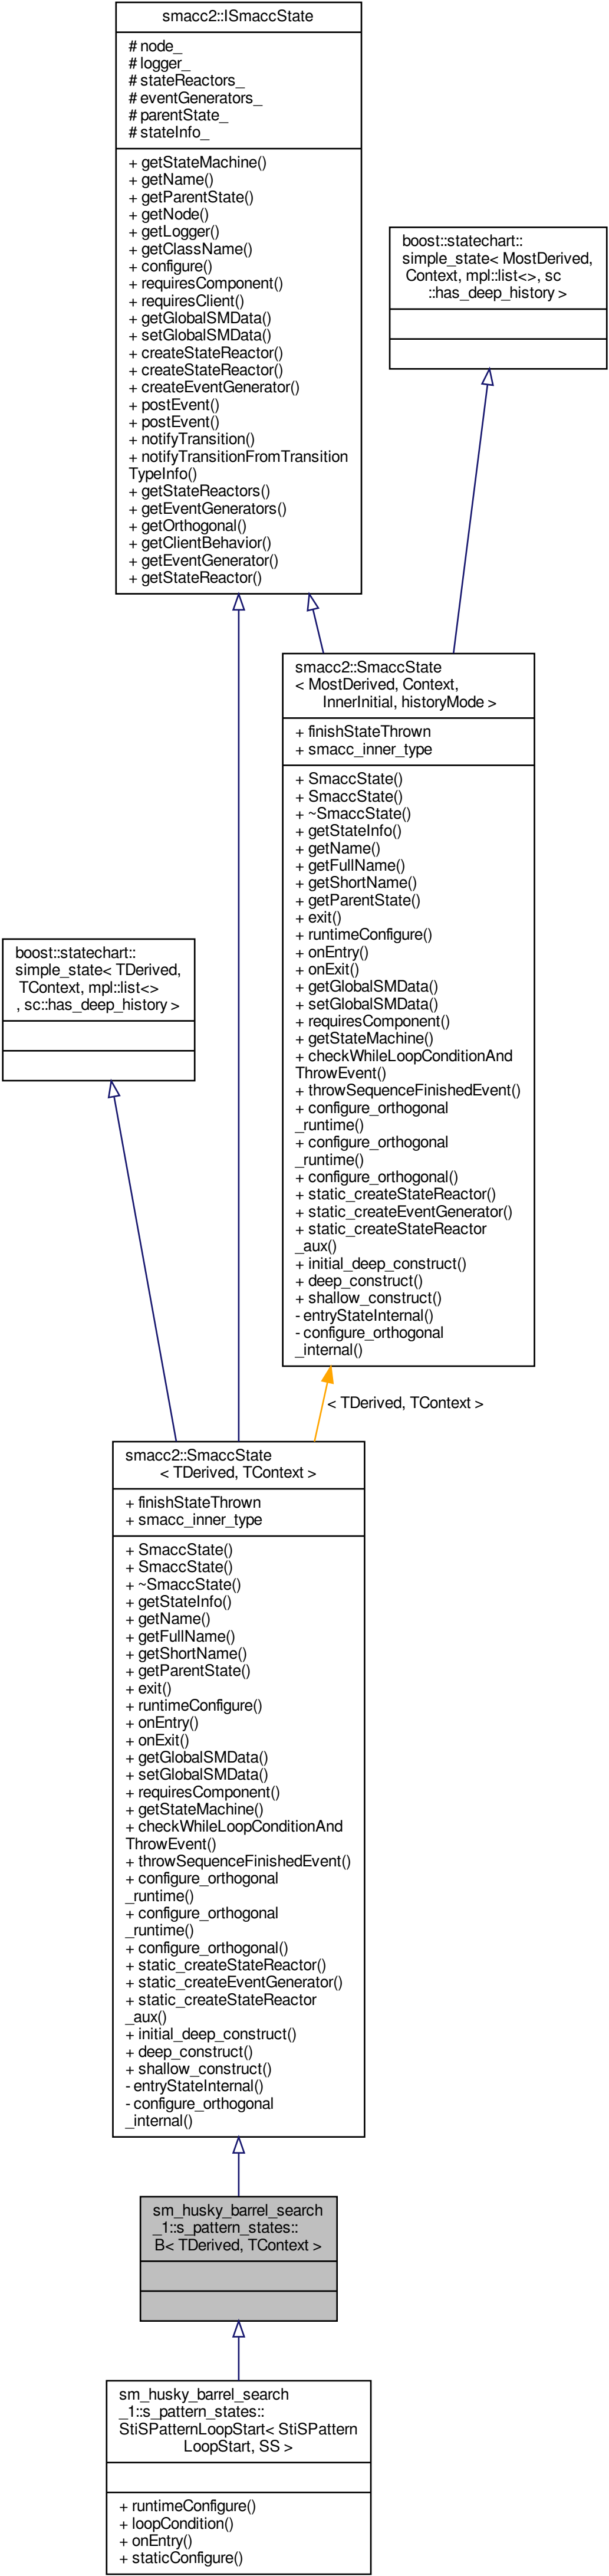 smacc2::ISmaccState
# node_
# logger_
# stateReactors_
# eventGenerators_
# parentState_
# stateInfo_
+ getStateMachine()
+ getName()
+ getParentState()
+ getNode()
+ getLogger()
+ getClassName()
+ configure()
+ requiresComponent()
+ requiresClient()
+ getGlobalSMData()
+ setGlobalSMData()
+ createStateReactor()
+ createStateReactor()
+ createEventGenerator()
+ postEvent()
+ postEvent()
+ notifyTransition()
+ notifyTransitionFromTransition
TypeInfo()
+ getStateReactors()
+ getEventGenerators()
+ getOrthogonal()
+ getClientBehavior()
+ getEventGenerator()
+ getStateReactor()
boost::statechart::
simple_state< MostDerived,
Context, mpl::list<>, sc
::has_deep_history >
smacc2::SmaccState
< MostDerived, Context,
InnerInitial, historyMode >
+ finishStateThrown
+ smacc_inner_type
+ SmaccState()
+ SmaccState()
+ ~SmaccState()
+ getStateInfo()
+ getName()
+ getFullName()
+ getShortName()
+ getParentState()
+ exit()
+ runtimeConfigure()
+ onEntry()
+ onExit()
+ getGlobalSMData()
+ setGlobalSMData()
+ requiresComponent()
+ getStateMachine()
+ checkWhileLoopConditionAnd
ThrowEvent()
+ throwSequenceFinishedEvent()
+ configure_orthogonal
_runtime()
+ configure_orthogonal
_runtime()
+ configure_orthogonal()
+ static_createStateReactor()
+ static_createEventGenerator()
+ static_createStateReactor
_aux()
+ initial_deep_construct()
+ deep_construct()
+ shallow_construct()
- entryStateInternal()
- configure_orthogonal
_internal()
boost::statechart::
simple_state< TDerived,
TContext, mpl::list<>
, sc::has_deep_history >
< TDerived, TContext >
smacc2::SmaccState
< TDerived, TContext >
+ finishStateThrown
+ smacc_inner_type
+ SmaccState()
+ SmaccState()
+ ~SmaccState()
+ getStateInfo()
+ getName()
+ getFullName()
+ getShortName()
+ getParentState()
+ exit()
+ runtimeConfigure()
+ onEntry()
+ onExit()
+ getGlobalSMData()
+ setGlobalSMData()
+ requiresComponent()
+ getStateMachine()
+ checkWhileLoopConditionAnd
ThrowEvent()
+ throwSequenceFinishedEvent()
+ configure_orthogonal
_runtime()
+ configure_orthogonal
_runtime()
+ configure_orthogonal()
+ static_createStateReactor()
+ static_createEventGenerator()
+ static_createStateReactor
_aux()
+ initial_deep_construct()
+ deep_construct()
+ shallow_construct()
- entryStateInternal()
- configure_orthogonal
_internal()
sm_husky_barrel_search
_1::s_pattern_states::
B< TDerived, TContext >
sm_husky_barrel_search
_1::s_pattern_states::
StiSPatternLoopStart< StiSPattern
LoopStart, SS >
+ runtimeConfigure()
+ loopCondition()
+ onEntry()
+ staticConfigure()